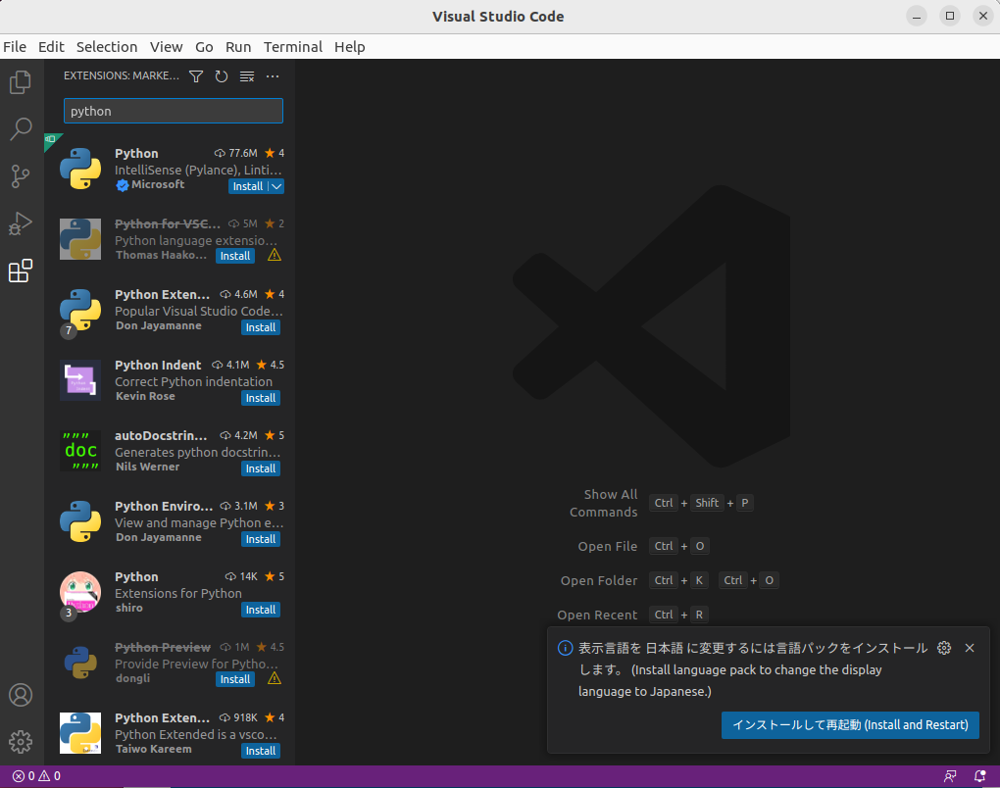 Visual Studio Code
File Edit Selection View Go Run Terminal Help
EXTENSIONS: MARKE...
python
Python 77.6M 4
IntelliSense (Pylance), Linti...
Microsoft Install
Python for VSC... 5M 2
Python language extensio...
Thomas Haako... Install
Python Exten... 4.6M 4
Popular Visual Studio Code...
7 Don Jayamanne Install
Python Indent 4.1M 4.5
Correct Python indentation
Kevin Rose Install
""" autoDocstrin... 4.2M 5
doc Generates python docstrin...
""" Nils Werner Install
Python Enviro... 3.1M 3
View and manage Python e...
Don Jayamanne Install
Python 14K 5
Extensions for Python
3 shiro Install
Python Preview 1M 4.5
Provide Preview for Pytho...
dongli Install
Python Exten... 918K 4
Python Extended is a vsco...
Taiwo Kareem Install
Show All
Commands Ctrl + Shift + P
Open File Ctrl + O
Open Folder Ctrl + K Ctrl + O
Open Recent Ctrl + R
表示言語を 日本語 に変更するには言語パックをインストール
します。 (Install language pack to change the display
language to Japanese.)
インストールして再起動 (Install and Restart)
0 0